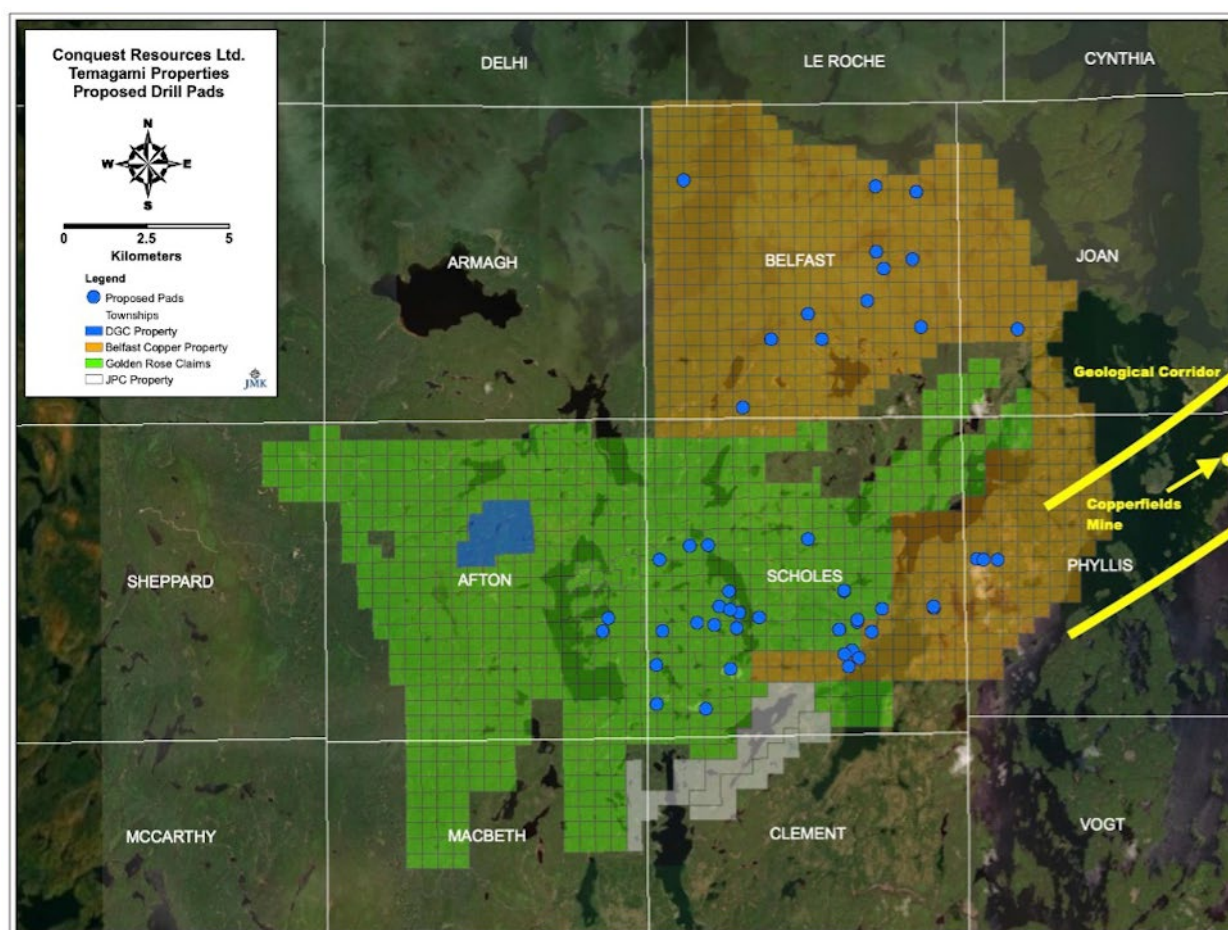 Conquest Resources Ltd.
Temagami Properties
Proposed Drill Pads
N
W E
S
0 2.5 5
Kilometers
Legend
Proposed Pads
Townships
DGC Property
Belfast Copper Property
Golden Rose Claims
JPC Property
JMK
DELHI
LE ROCHE
CYNTHIA
ARMAGH
BELFAST
JOAN
Geological Corridor
Copperfields
Mine
SHEPPARD
AFTON
SCHOLES
PHYLLIS
MCCARTHY
MACBETH
CLEMENT
VOGT